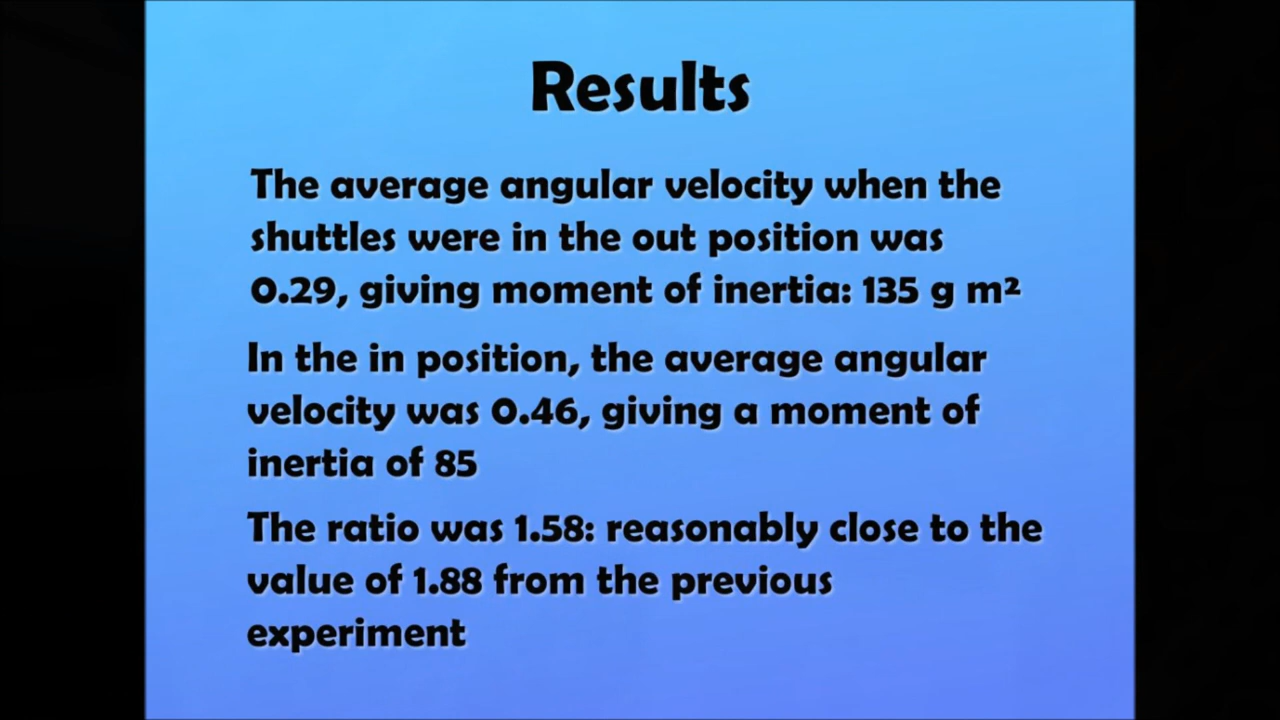 Results
The average angular velocity when the
shuttles were in the out position was
0.29, giving moment of inertia: 135 g m²
In the in position, the average angular
velocity was 0.46, giving a moment of
inertia of 85
The ratio was 1.58: reasonably close to the
value of 1.88 from the previous
experiment